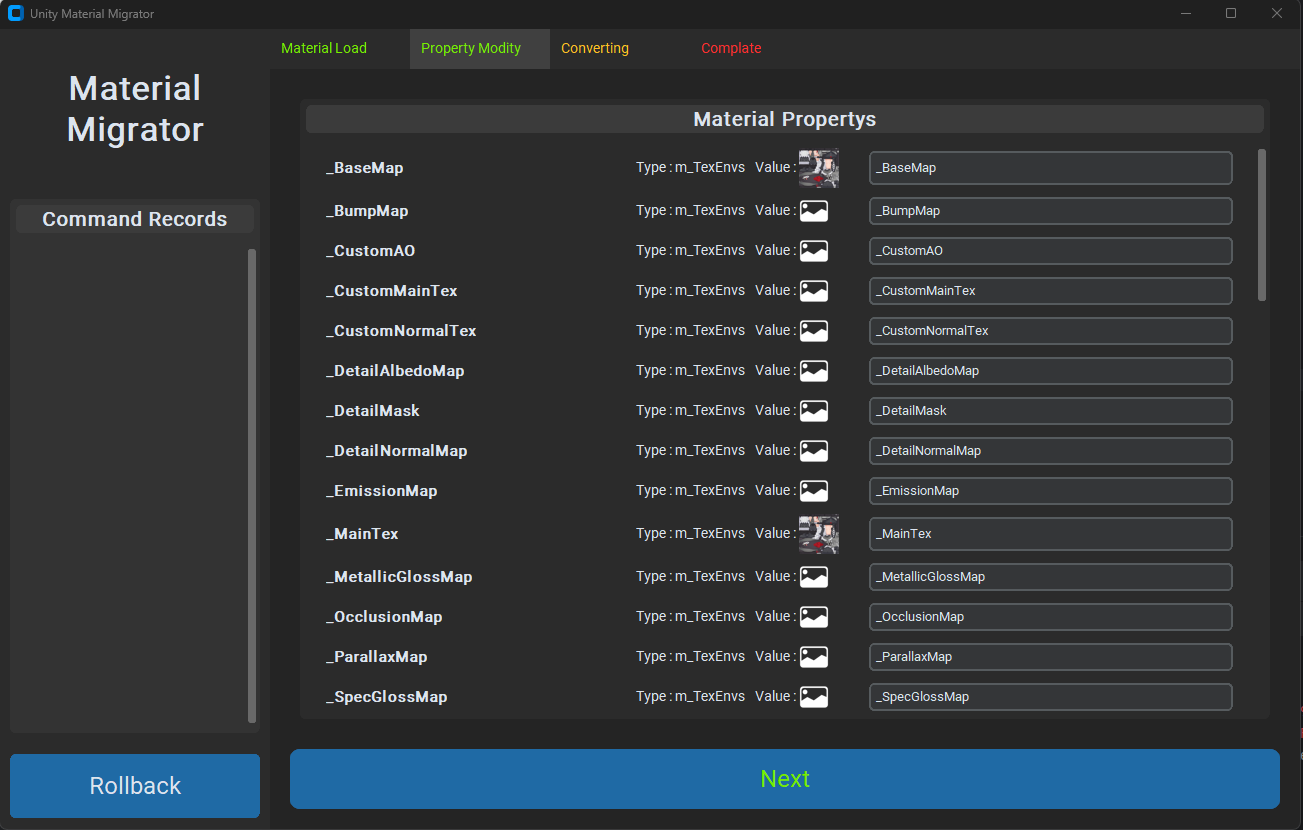 Unity Material Migrator
Material Load Property Modity Converting Complate
Material
Migrator
Command Records
Rollback
Material Propertys
_BaseMap Type : m_TexEnvs Value : _BaseMap
_BumpMap Type : m_TexEnvs Value : _BumpMap
_CustomAO Type : m_TexEnvs Value : _CustomAO
_CustomMainTex Type : m_TexEnvs Value : _CustomMainTex
_CustomNormalTex Type : m_TexEnvs Value : _CustomNormalTex
_DetailAlbedoMap Type : m_TexEnvs Value : _DetailAlbedoMap
_DetailMask Type : m_TexEnvs Value : _DetailMask
_DetailNormalMap Type : m_TexEnvs Value : _DetailNormalMap
_EmissionMap Type : m_TexEnvs Value : _EmissionMap
_MainTex Type : m_TexEnvs Value : _MainTex
_MetallicGlossMap Type : m_TexEnvs Value : _MetallicGlossMap
_OcclusionMap Type : m_TexEnvs Value : _OcclusionMap
_ParallaxMap Type : m_TexEnvs Value : _ParallaxMap
_SpecGlossMap Type : m_TexEnvs Value : _SpecGlossMap
Next